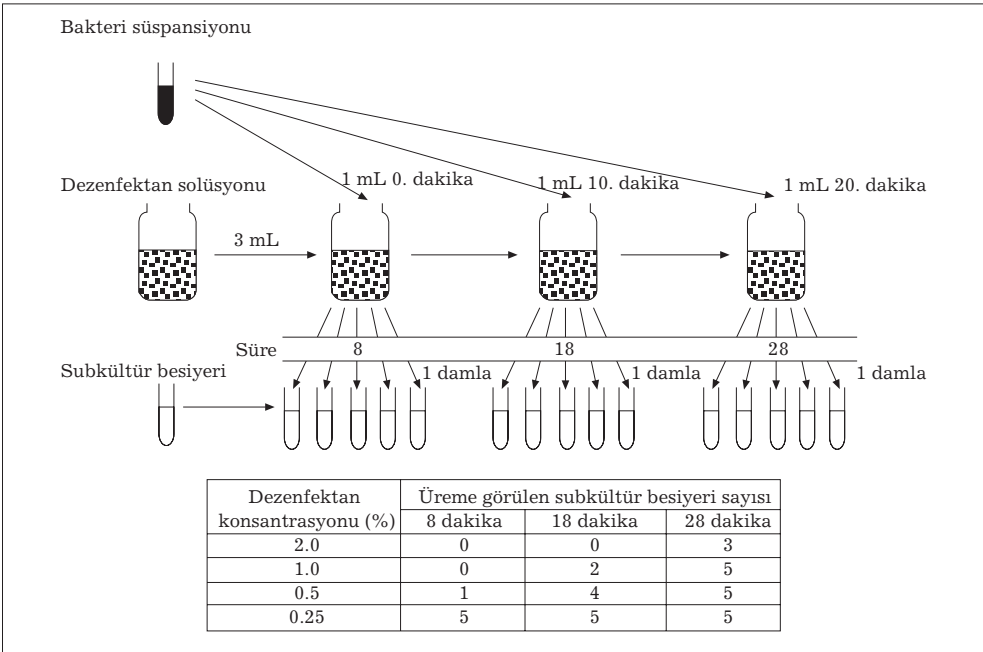 Bakteri süspansiyonu
Dezenfektan solüsyonu
1 mL 0. dakika
1 mL 10. dakika
1 mL 20. dakika
3 mL
Süre
8
18
28
Subkültür besiyeri
1 damla
1 damla
1 damla
Dezenfektan konsantrasyonu (%)
Üreme görülen subkültür besiyeri sayısı
8 dakika 18 dakika 28 dakika
2.0 0 0 3
1.0 0 2 5
0.5 1 4 5
0.25 5 5 5